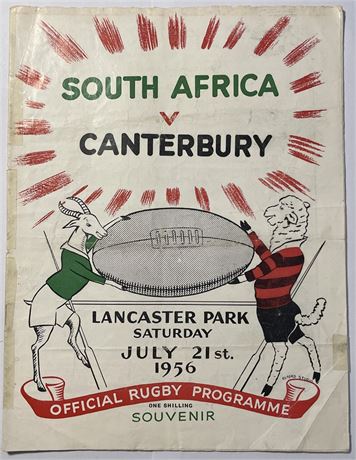 SOUTH AFRICA
V
CANTERBURY
LANCASTER PARK
SATURDAY
JULY 21st.
1956
OFFICIAL RUGBY PROGRAMME
ONE SHILLING
SOUVENIR